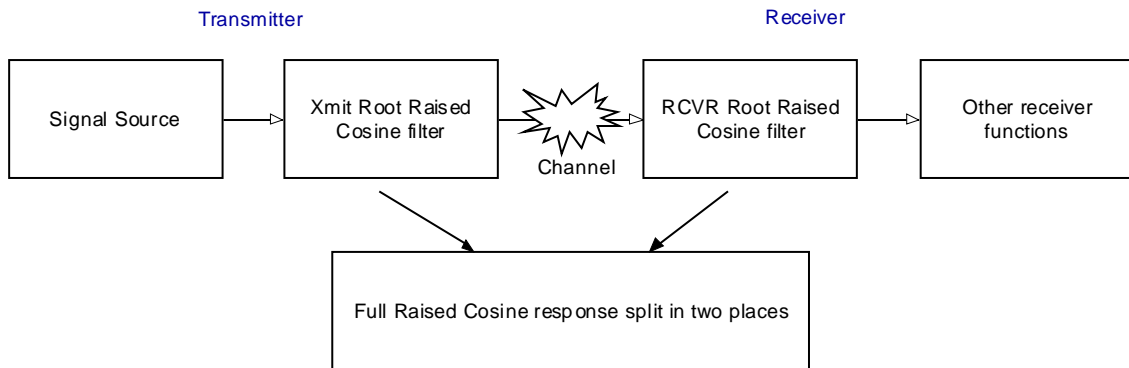 Transmitter
Receiver
Signal Source
Xmit Root Raised
Cosine filter
Channel
RCVR Root Raised
Cosine filter
Other receiver
functions
Full Raised Cosine response split in two places